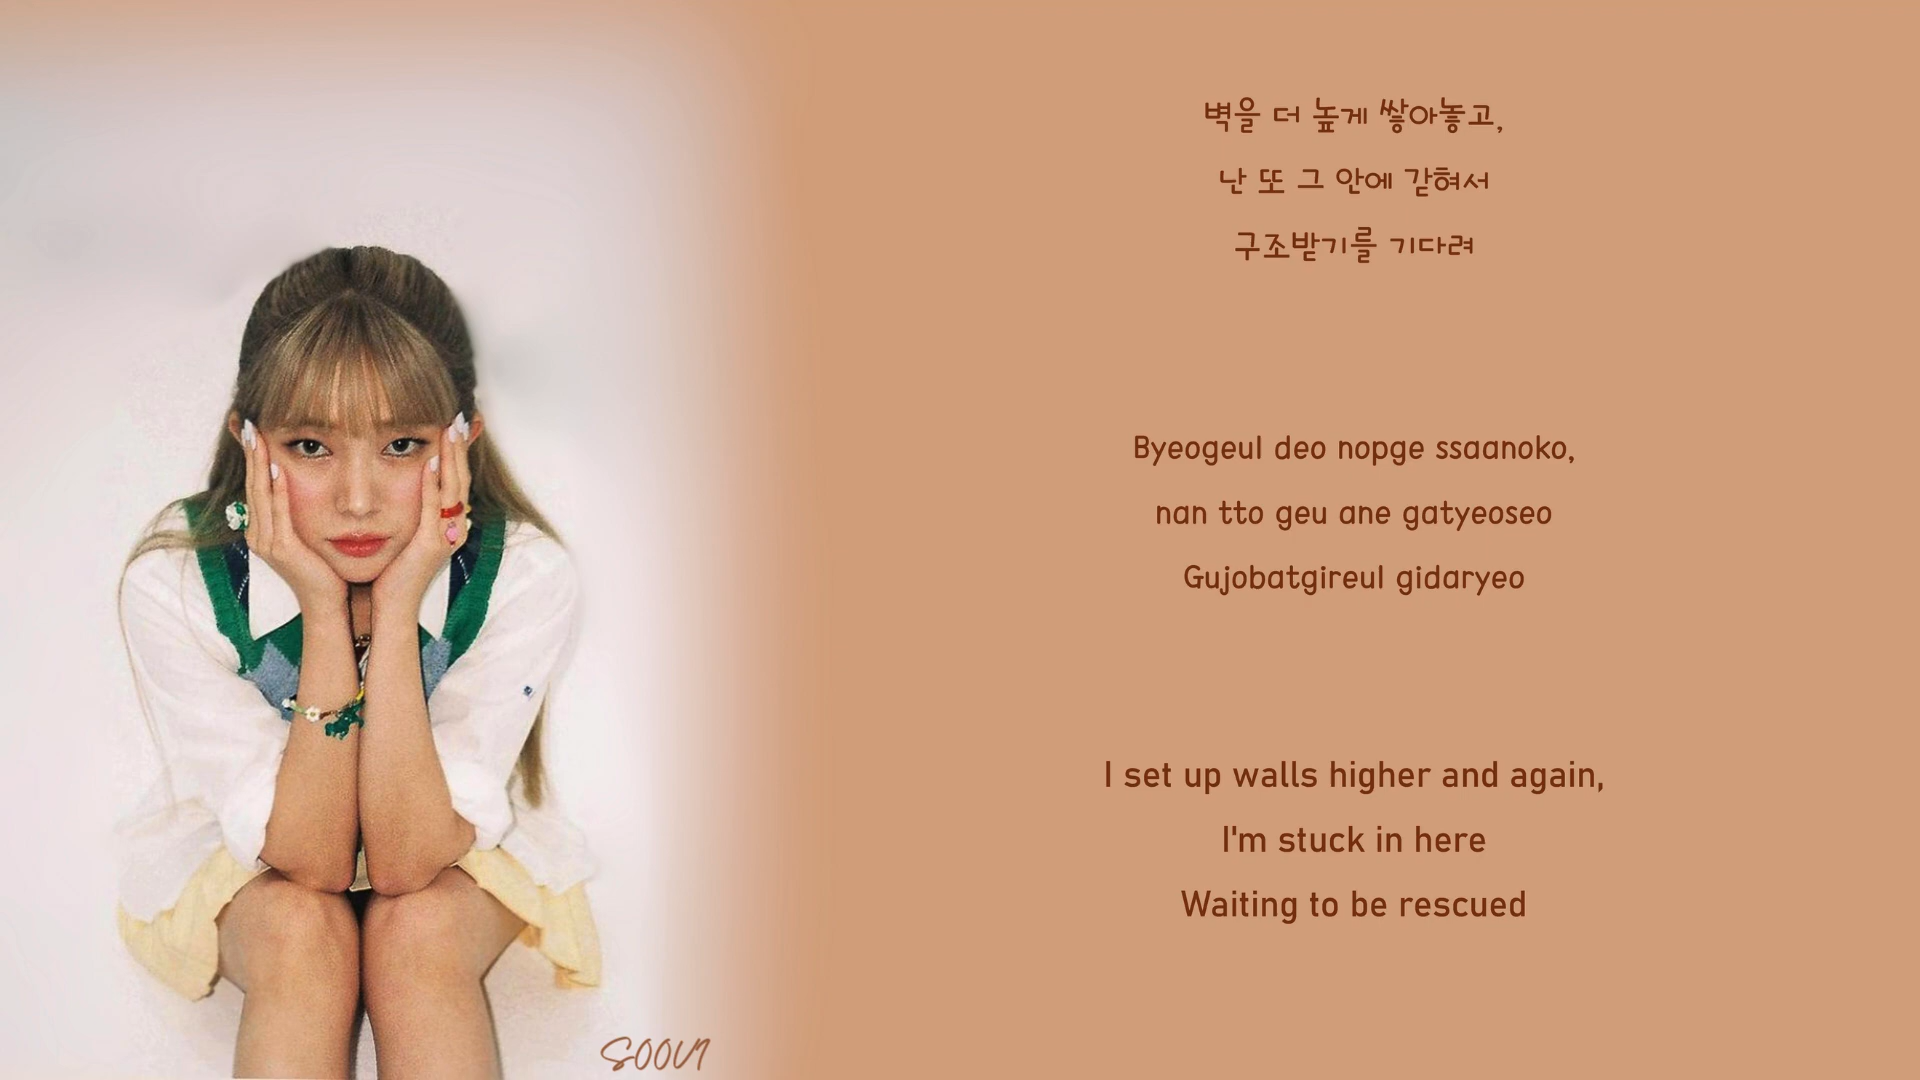 벽을 더 높게 쌓아놓고,
난 또 그 안에 갇혀서
구조받기를 기다려
Byeogeul deo nopge ssaanoko,
nan tto geu ane gatyeoseo
Gujobatgireul gidaryeo
I set up walls higher and again,
I'm stuck in here
Waiting to be rescued